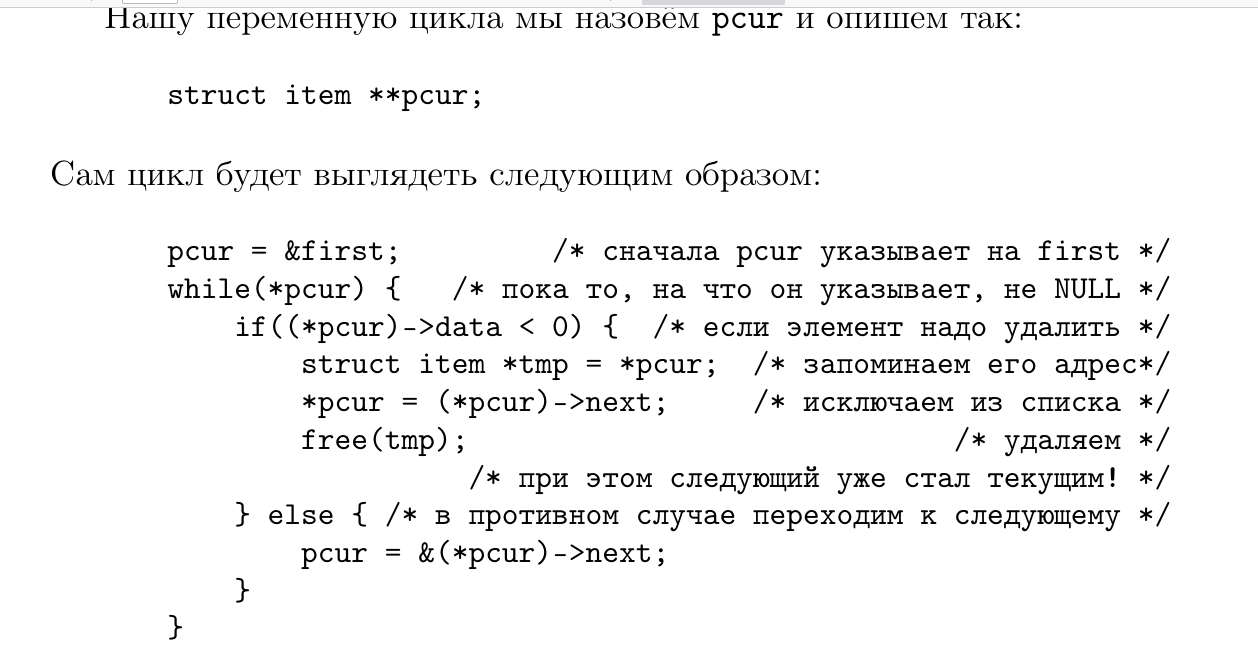 Нашу переменную цикла мы назовём pcur и опишем так:
struct item **pcur;
Сам цикл будет выглядеть следующим образом:
pcur = &first;         /* сначала pcur указывает на first */
while(*pcur) {   /* пока то, на что он указывает, не NULL */
    if((*pcur)->data < 0) {  /* если элемент надо удалить */
        struct item *tmp = *pcur;  /* запоминаем его адрес*/
        *pcur = (*pcur)->next;     /* исключаем из списка */
        free(tmp);                             /* удаляем */
                  /* при этом следующий уже стал текущим! */
    } else { /* в противном случае переходим к следующему */
        pcur = &(*pcur)->next;
    }
}